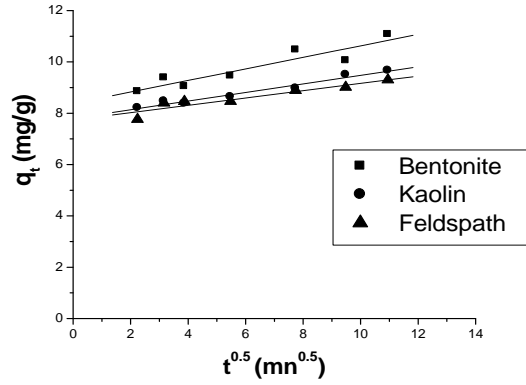 12
10
8
6
4
2
0
q_t (mg/g)
Bentonite
Kaolin
Feldspath
0 2 4 6 8 10 12 14
t^0.5 (mn^0.5)